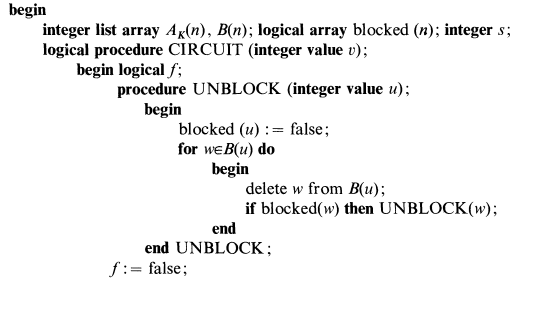 begin
integer list array A_K(n), B(n); logical array blocked (n); integer s;
logical procedure CIRCUIT (integer value v);
begin logical f;
procedure UNBLOCK (integer value u);
begin
blocked (u) := false;
for w∈B(u) do
begin
delete w from B(u);
if blocked(w) then UNBLOCK(w);
end
end UNBLOCK;
f := false;